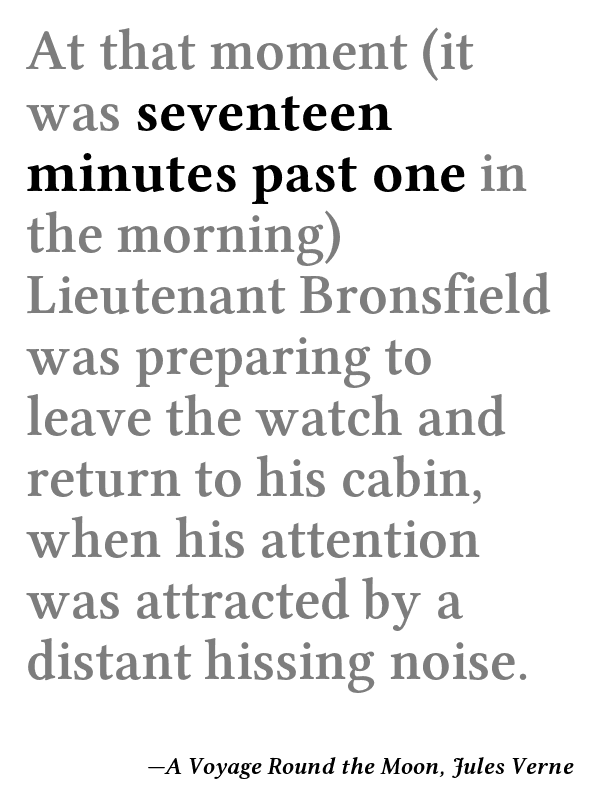 At that moment (it
was seventeen
minutes past one in
the morning)
Lieutenant Bronsfield
was preparing to
leave the watch and
return to his cabin,
when his attention
was attracted by a
distant hissing noise.
—A Voyage Round the Moon, Jules Verne